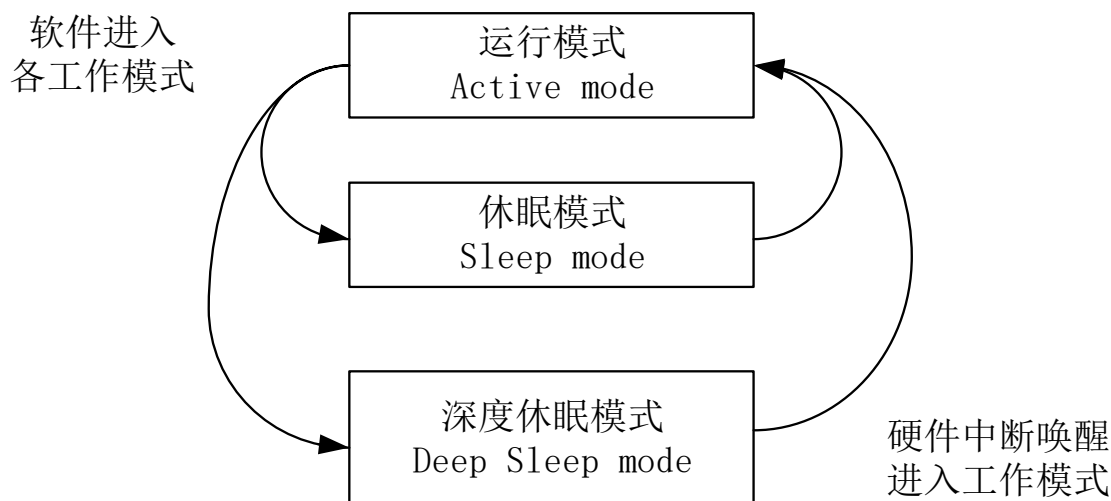 软件进入
各工作模式
运行模式
Active mode
休眠模式
Sleep mode
深度休眠模式
Deep Sleep mode
硬件中断唤醒
进入工作模式